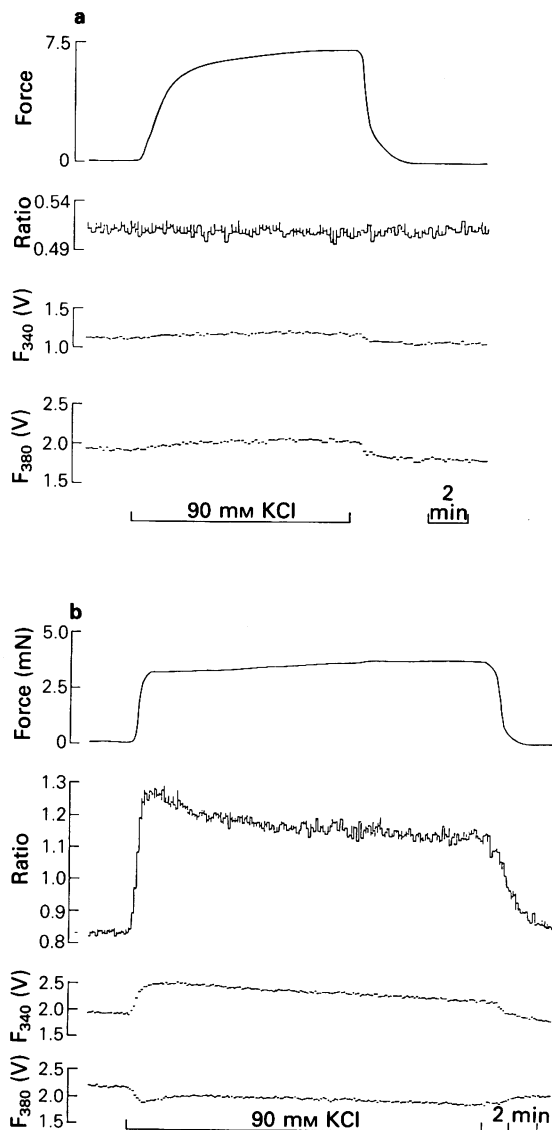 a
7.5
Force
0
0.54
Ratio
0.49
1.5
F340 (V)
1.0
2.5
F380 (V)
2.0
1.5
90 mM KCl
2
min
b
5.0
Force (mN)
2.5
0
1.3
1.2
1.1
Ratio
1.0
0.9
0.8
2.5
F340 (V)
2.0
1.5
2.5
F380 (V)
2.0
1.5
90 mM KCl
2 min